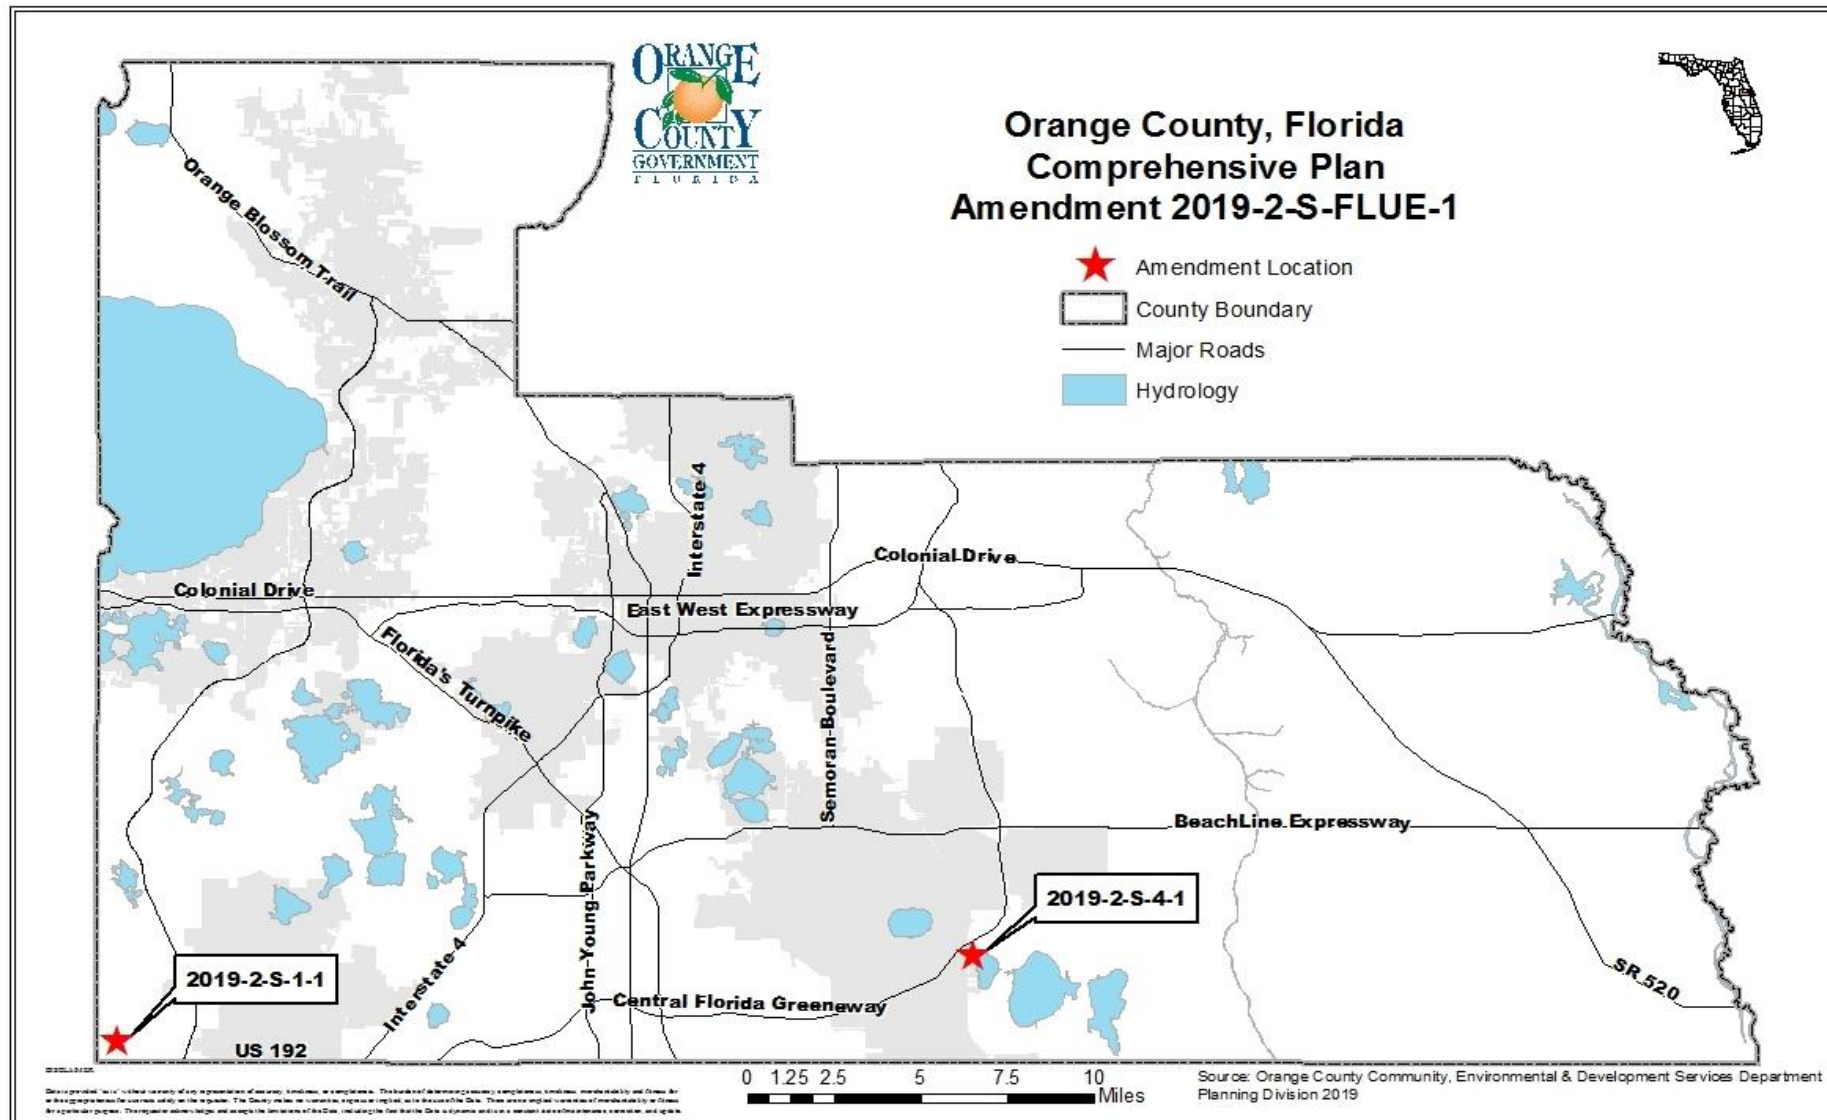 ORANGE
COUNTY
GOVERNMENT
FLORIDA
Orange County, Florida
Comprehensive Plan
Amendment 2019-2-S-FLUE-1
Amendment Location
County Boundary
Major Roads
Hydrology
Orange Blossom Trail
Interstate 4
Colonial Drive
Colonial Drive
East West Expressway
Florida's Turnpike
Semoran Boulevard
BeachLine Expressway
John Young Parkway
2019-2-S-4-1
2019-2-S-1-1
Interstate 4
Central Florida Greeneway
SR 520
US 192
DISCLAIMER
0 1.25 2.5 5 7.5 10
Miles
Source: Orange County Community, Environmental & Development Services Department
Planning Division 2019